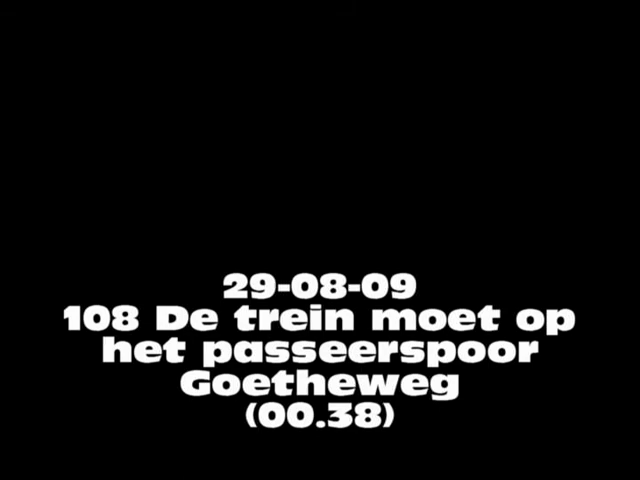 29-08-09
108 De trein moet op
het passeerspoor
Goetheweg
(00.38)